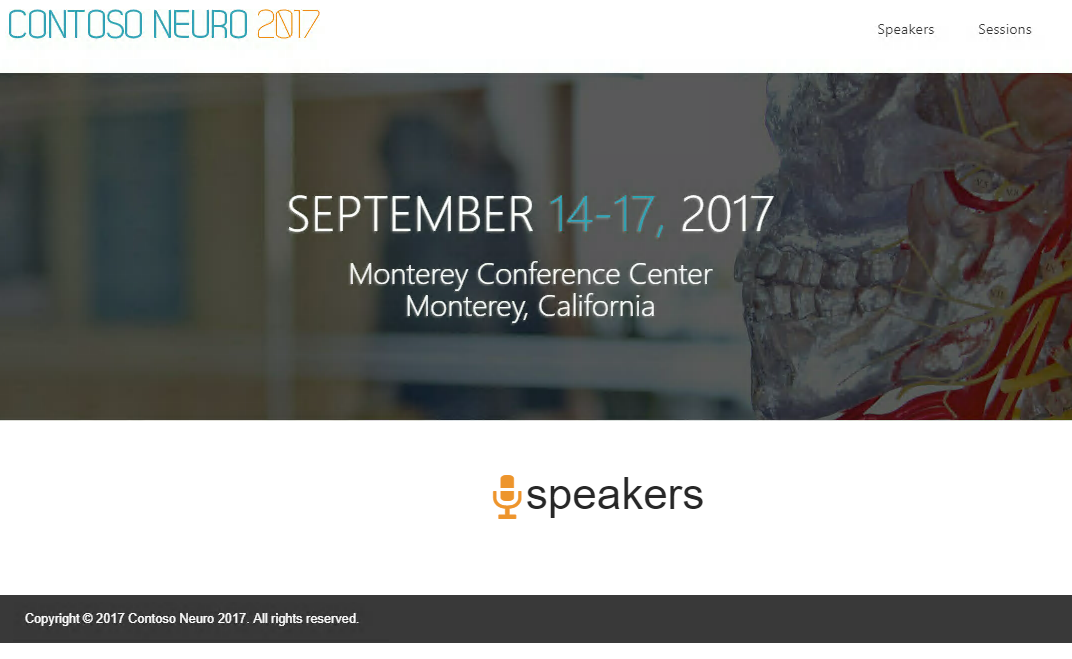 CONTOSO NEURO 2017
Speakers
Sessions
SEPTEMBER 14-17, 2017
Monterey Conference Center
Monterey, California
speakers
Copyright © 2017 Contoso Neuro 2017. All rights reserved.